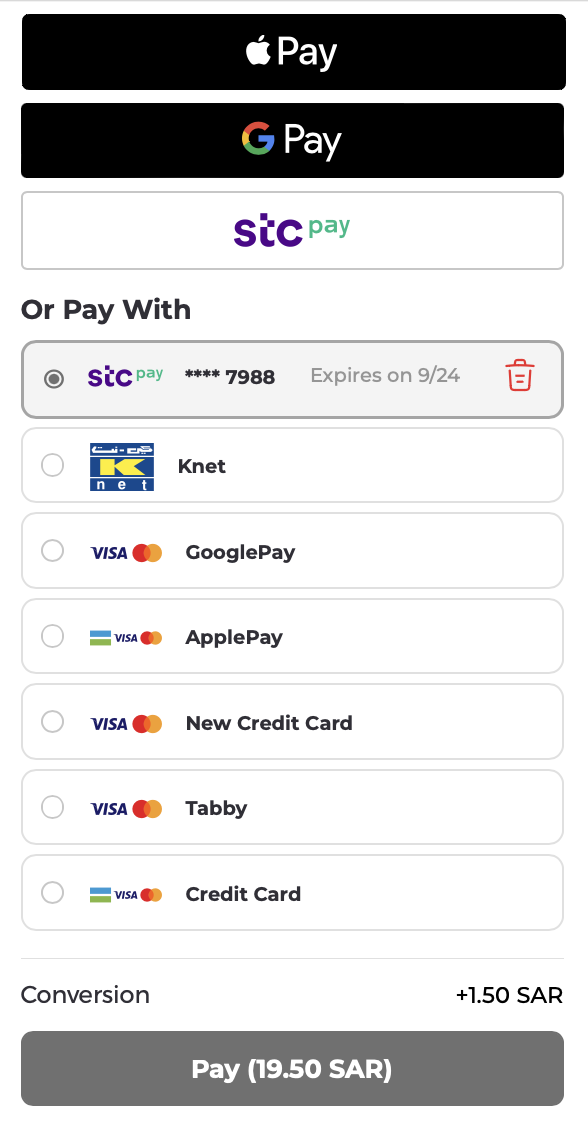 Pay
G Pay
stc pay
Or Pay With
stc pay **** 7988 Expires on 9/24
كي - نت
K
net Knet
VISA GooglePay
VISA ApplePay
VISA New Credit Card
VISA Tabby
VISA Credit Card
Conversion +1.50 SAR
Pay (19.50 SAR)